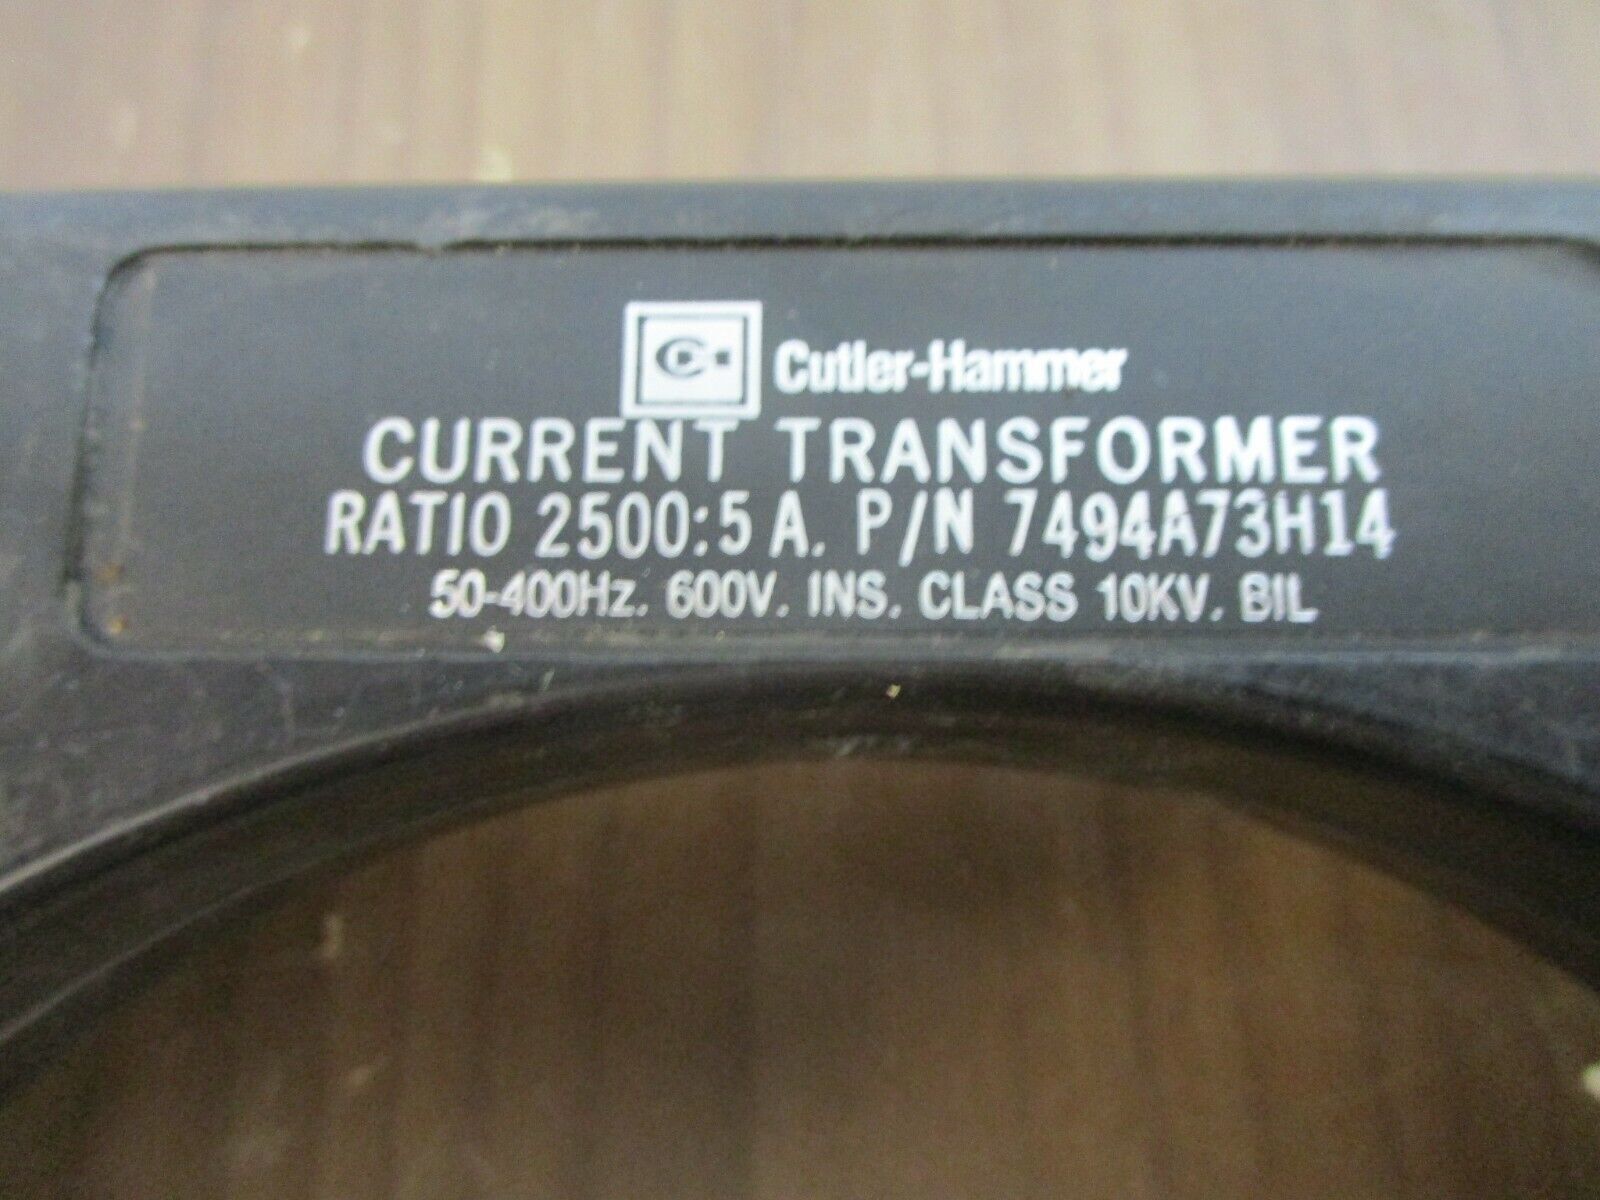 Cutler-Hammer
CURRENT TRANSFORMER
RATIO 2500:5 A. P/N 7494A73H14
50-400Hz. 600V. INS. CLASS 10KV. BIL